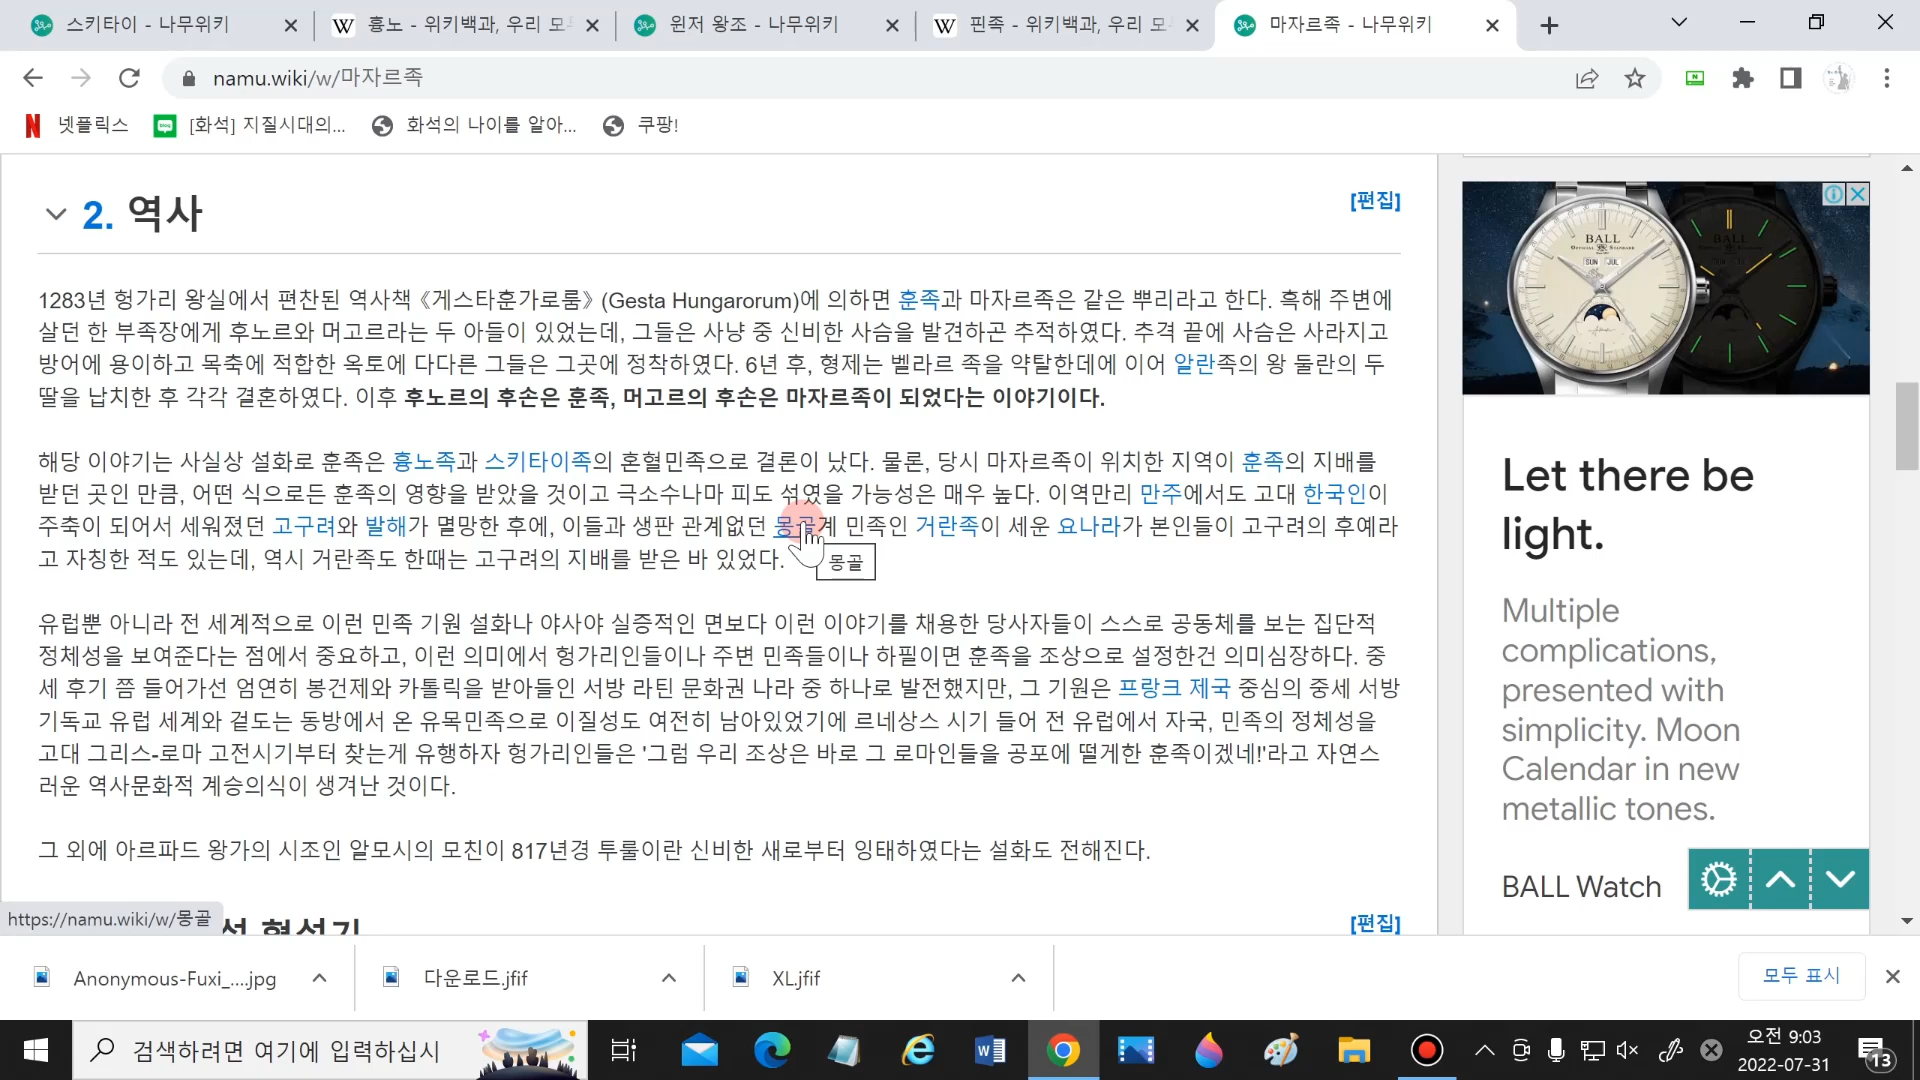 스키타이 - 나무위키
흉노 - 위키백과, 우리 모
윈저 왕조 - 나무위키
핀족 - 위키백과, 우리 모
마자르족 - 나무위키
namu.wiki/w/마자르족
넷플릭스
[화석] 지질시대의...
화석의 나이를 알아...
쿠팡!
2. 역사
[편집]
1283년 헝가리 왕실에서 편찬된 역사책《게스타훈가로룸》(Gesta Hungarorum)에 의하면 훈족과 마자르족은 같은 뿌리라고 한다. 흑해 주변에
살던 한 부족장에게 후노르와 머고르라는 두 아들이 있었는데, 그들은 사냥 중 신비한 사슴을 발견하곤 추적하였다. 추격 끝에 사슴은 사라지고
방어에 용이하고 목축에 적합한 옥토에 다다른 그들은 그곳에 정착하였다. 6년 후, 형제는 벨라르 족을 약탈한데에 이어 알란족의 왕 둘란의 두
딸을 납치한 후 각각 결혼하였다. 이후 후노르의 후손은 훈족, 머고르의 후손은 마자르족이 되었다는 이야기이다.
해당 이야기는 사실상 설화로 훈족은 흉노족과 스키타이족의 혼혈민족으로 결론이 났다. 물론, 당시 마자르족이 위치한 지역이 훈족의 지배를
받던 곳인 만큼, 어떤 식으로든 훈족의 영향을 받았을 것이고 극소수나마 피도 섞였을 가능성은 매우 높다. 이역만리 만주에서도 고대 한국인이
주축이 되어서 세워졌던 고구려와 발해가 멸망한 후에, 이들과 생판 관계없던 몽골계 민족인 거란족이 세운 요나라가 본인들이 고구려의 후예라
고 자칭한 적도 있는데, 역시 거란족도 한때는 고구려의 지배를 받은 바 있었다.
몽골
유럽뿐 아니라 전 세계적으로 이런 민족 기원 설화나 야사야 실증적인 면보다 이런 이야기를 채용한 당사자들이 스스로 공동체를 보는 집단적
정체성을 보여준다는 점에서 중요하고, 이런 의미에서 헝가리인들이나 주변 민족들이나 하필이면 훈족을 조상으로 설정한건 의미심장하다. 중
세 후기 쯤 들어가선 엄연히 봉건제와 카톨릭을 받아들인 서방 라틴 문화권 나라 중 하나로 발전했지만, 그 기원은 프랑크 제국 중심의 중세 서방
기독교 유럽 세계와 겉도는 동방에서 온 유목민족으로 이질성도 여전히 남아있었기에 르네상스 시기 들어 전 유럽에서 자국, 민족의 정체성을
고대 그리스-로마 고전시기부터 찾는게 유행하자 헝가리인들은 '그럼 우리 조상은 바로 그 로마인들을 공포에 떨게한 훈족이겠네!'라고 자연스
러운 역사문화적 계승의식이 생겨난 것이다.
그 외에 아르파드 왕가의 시조인 알모시의 모친이 817년경 투룰이란 신비한 새로부터 잉태하였다는 설화도 전해진다.
[편집]
https://namu.wiki/w/몽골
BALL
SUN JUL
Let there be
light.
Multiple
complications,
presented with
simplicity. Moon
Calendar in new
metallic tones.
BALL Watch
Anonymous-Fuxi_....jpg
다운로드.jfif
XL.jfif
모두 표시
검색하려면 여기에 입력하십시
오전 9:03
2022-07-31
13